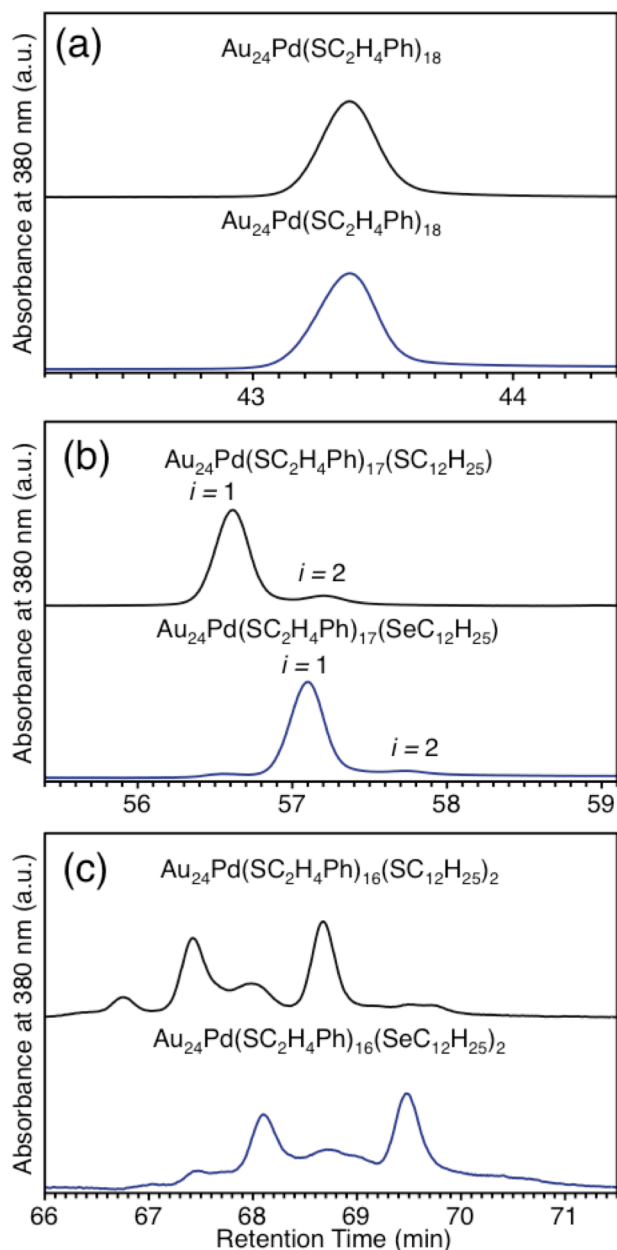 (a)
Au₂₄Pd(SC₂H₄Ph)₁₈
Au₂₄Pd(SC₂H₄Ph)₁₈
Absorbance at 380 nm (a.u.)
43 44
(b)
Au₂₄Pd(SC₂H₄Ph)₁₇(SC₁₂H₂₅)
i = 1
i = 2
Au₂₄Pd(SC₂H₄Ph)₁₇(SeC₁₂H₂₅)
i = 1
i = 2
Absorbance at 380 nm (a.u.)
56 57 58 59
(c)
Au₂₄Pd(SC₂H₄Ph)₁₆(SC₁₂H₂₅)₂
Au₂₄Pd(SC₂H₄Ph)₁₆(SeC₁₂H₂₅)₂
Absorbance at 380 nm (a.u.)
66 67 68 69 70 71
Retention Time (min)